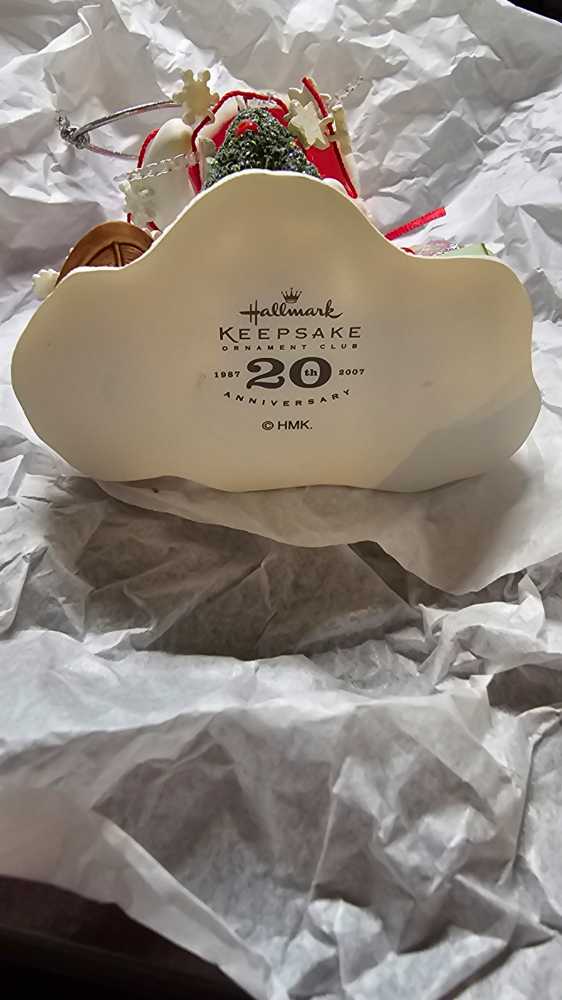 Hallmark
KEEPSAKE
ORNAMENT CLUB
1987 20th 2007
ANNIVERSARY
© HMK.